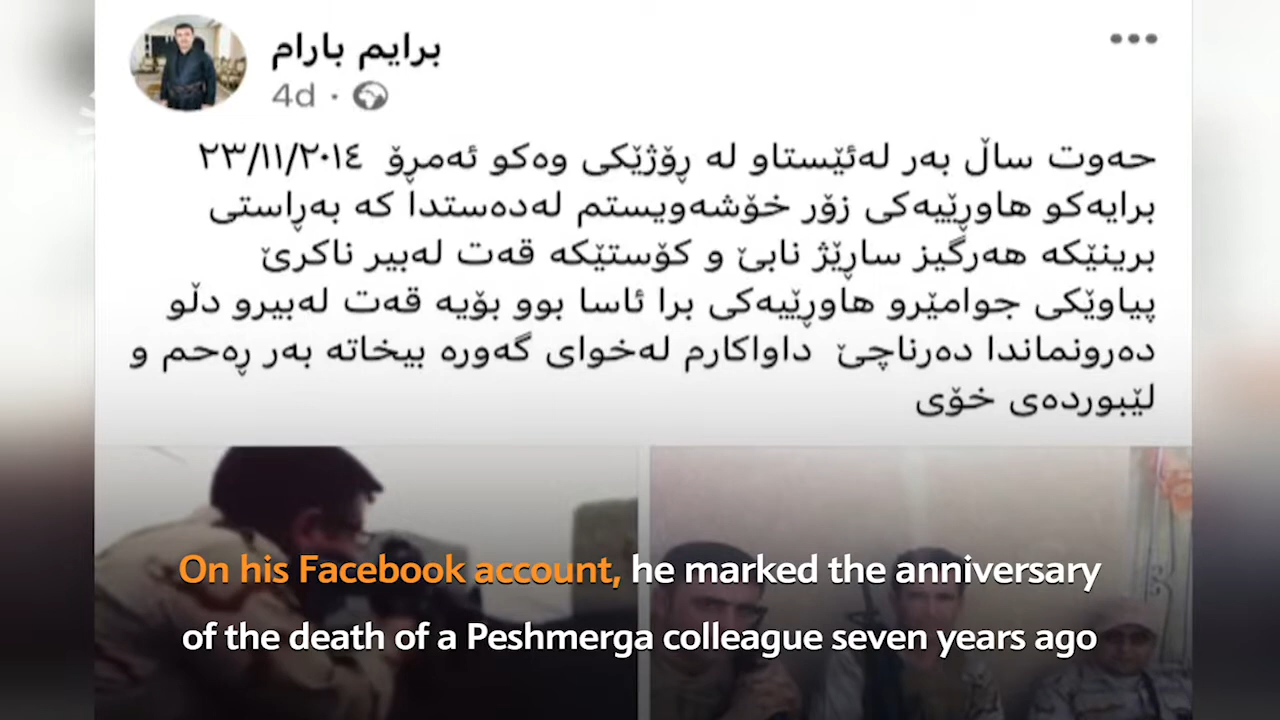 برایم بارام
4d ·
حەوت ساڵ بەر لەئێستاو لە ڕۆژێکی وەکو ئەمڕۆ ٢٣/١١/٢٠١٤
برایەکو هاوڕێیەکی زۆر خۆشەویستم لەدەستدا کە بەڕاستی
برینێکە هەرگیز ساڕێژ نابێ و کۆستێکە قەت لەبیر ناکرێ
پیاوێکی جوامێرو هاوڕێیەکی برا ئاسا بوو بۆیە قەت لەبیرو دڵو
دەرونماندا دەرناچێ داواکارم لەخوای گەورە بیخاتە بەر ڕەحم و
لێبوردەی خۆی
On his Facebook account, he marked the anniversary
of the death of a Peshmerga colleague seven years ago